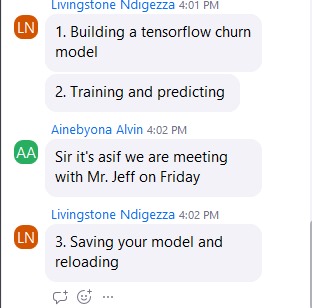 Livingstone Ndigezza 4:01 PM
LN
1. Building a tensorflow churn
model
2. Training and predicting
Ainebyona Alvin 4:02 PM
AA
Sir it's asif we are meeting
with Mr. Jeff on Friday
Livingstone Ndigezza 4:02 PM
LN
3. Saving your model and
reloading